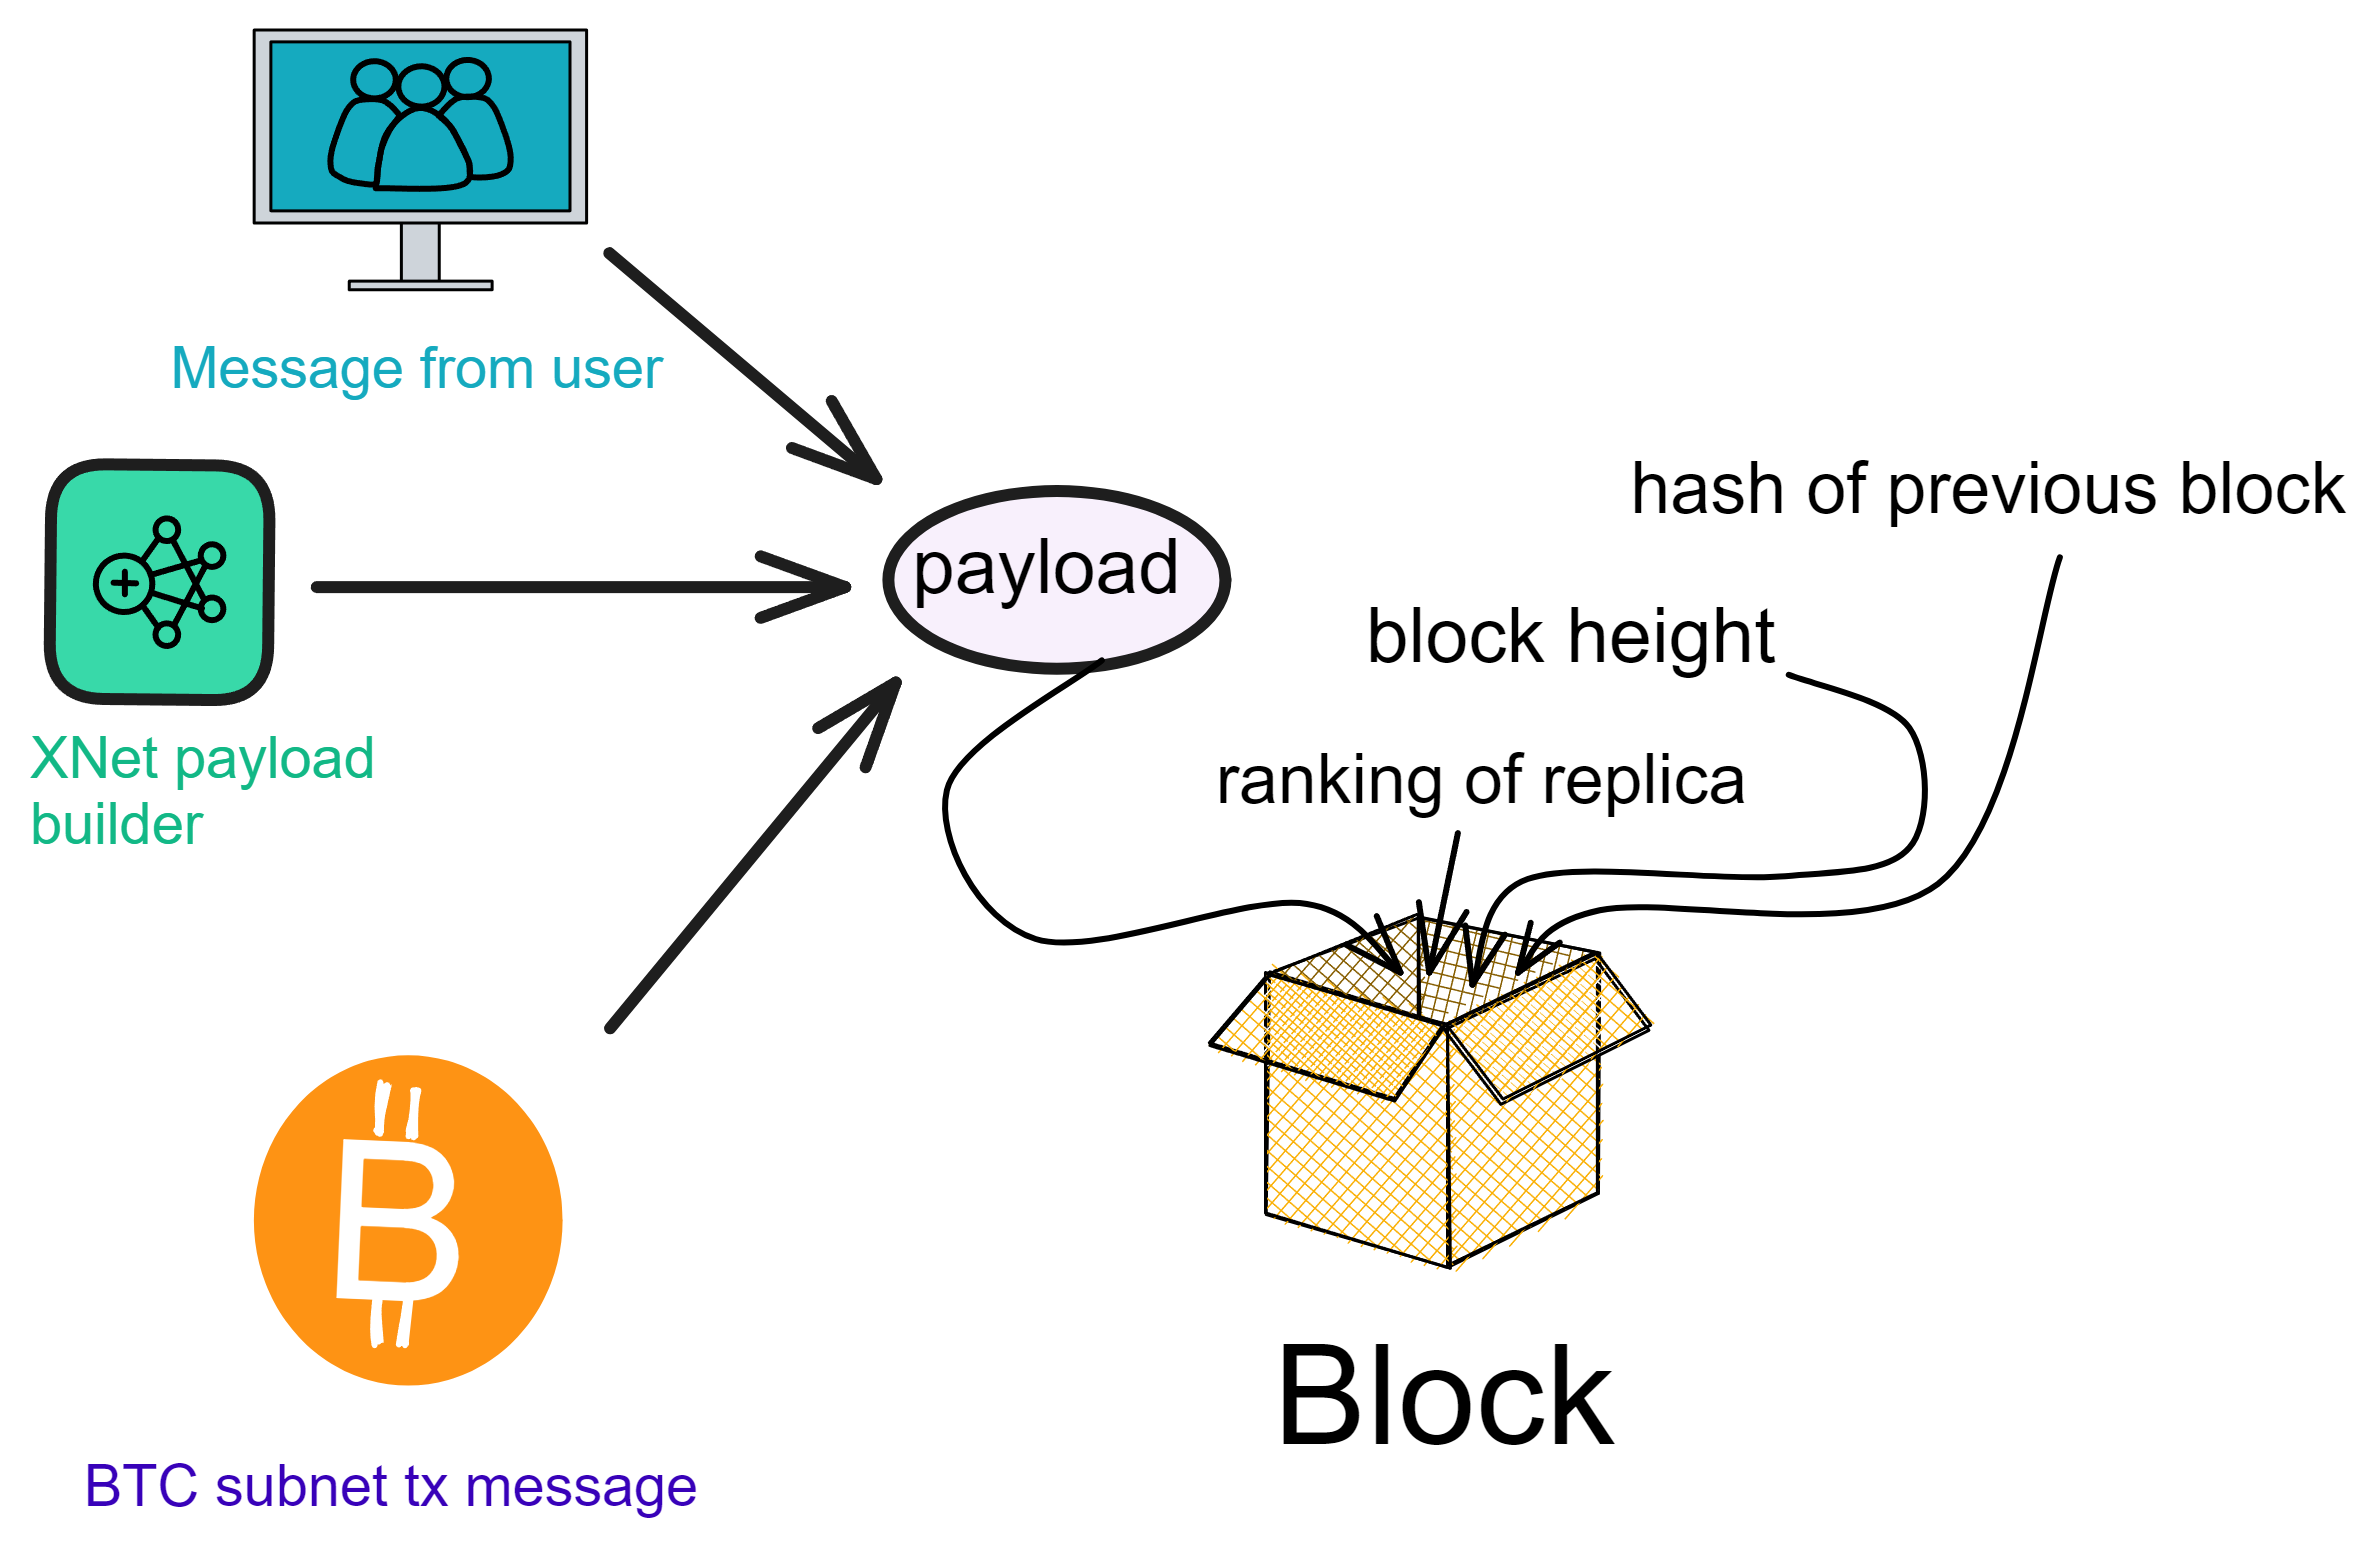 Message from user
XNet payload
builder
BTC subnet tx message
payload
hash of previous block
block height
ranking of replica
Block